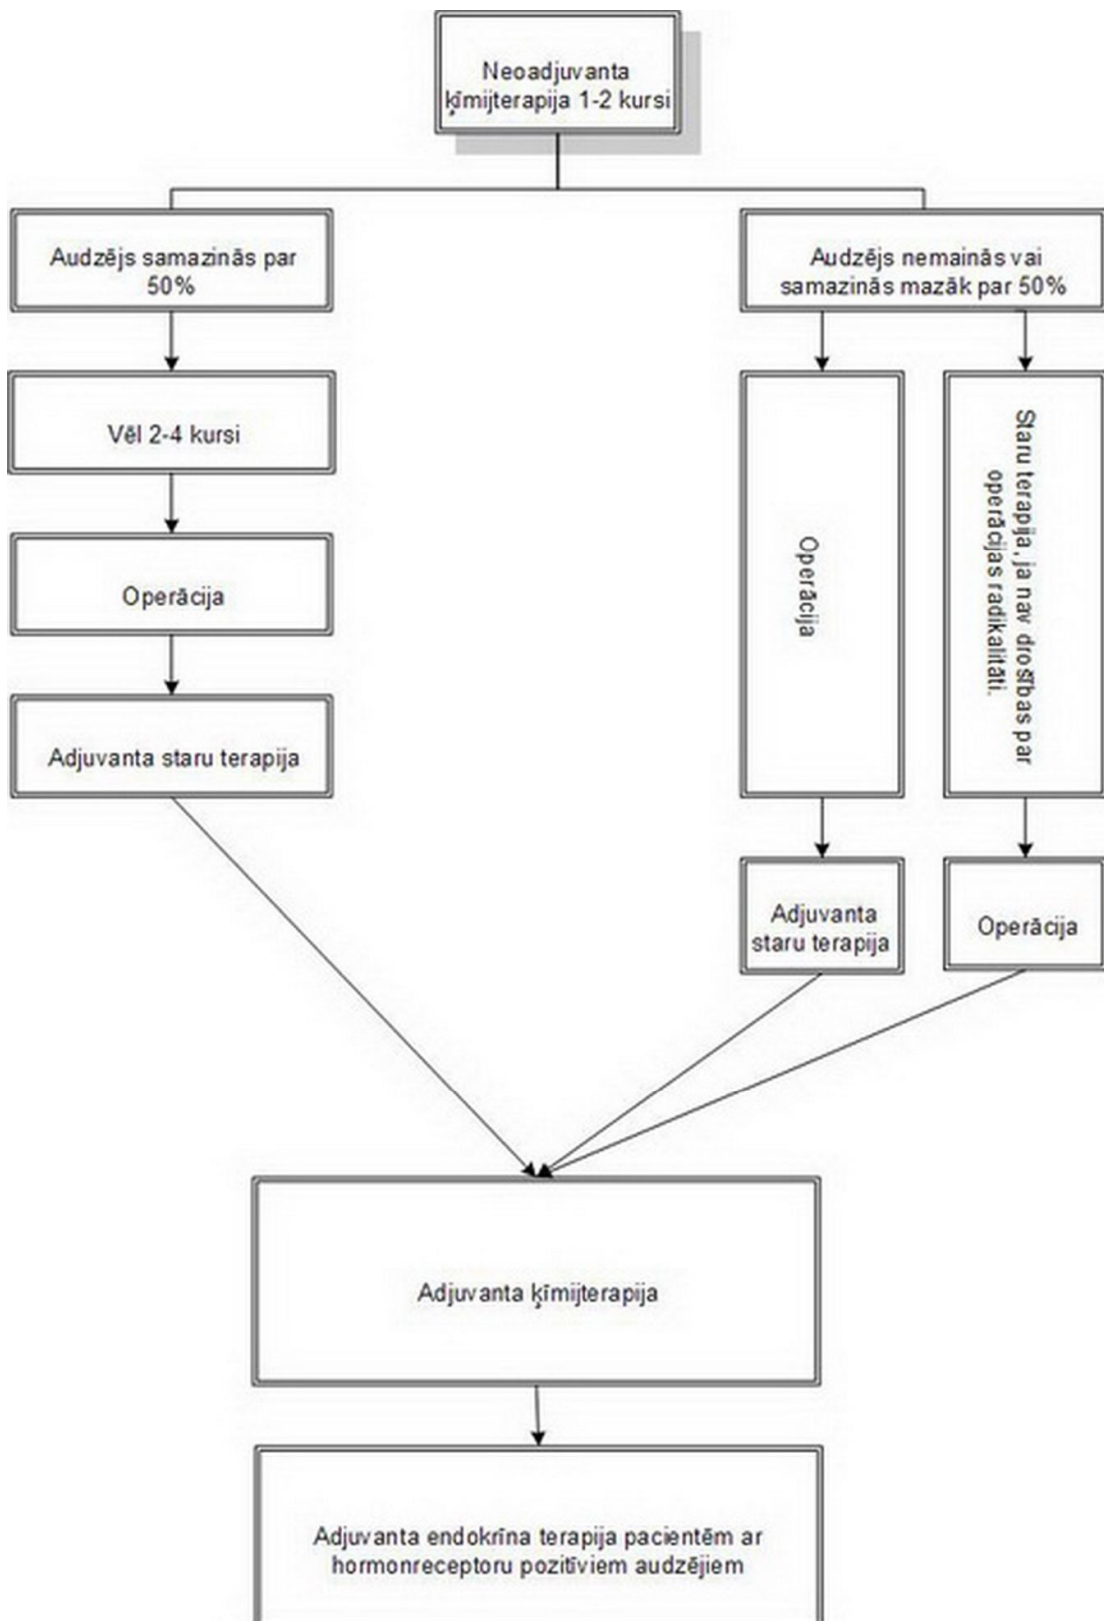 Neoadjuvanta
ķīmijterapija 1-2 kursi
Audzējs samazinās par
50%
Vēl 2-4 kursi
Operācija
Adjuvanta staru terapija
Audzējs nemainās vai
samazinās mazāk par 50%
Operācija
Adjuvanta
staru terapija
Staru terapija, ja nav drošības par
operācijas radikalitāti.
Operācija
Adjuvanta ķīmijterapija
Adjuvanta endokrīna terapija pacientēm ar
hormonreceptoru pozitīviem audzējiem